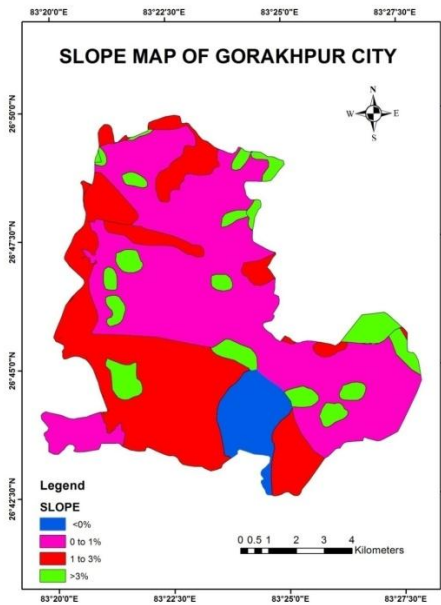 83°20'0"E 83°22'30"E 83°25'0"E 83°27'30"E
SLOPE MAP OF GORAKHPUR CITY
N
W E
S
26°50'0"N
26°47'30"N
26°45'0"N
26°42'30"N
Legend
SLOPE
<0%
0 to 1%
1 to 3%
>3%
0 0.5 1 2 3 4
Kilometers
83°20'0"E 83°22'30"E 83°25'0"E 83°27'30"E